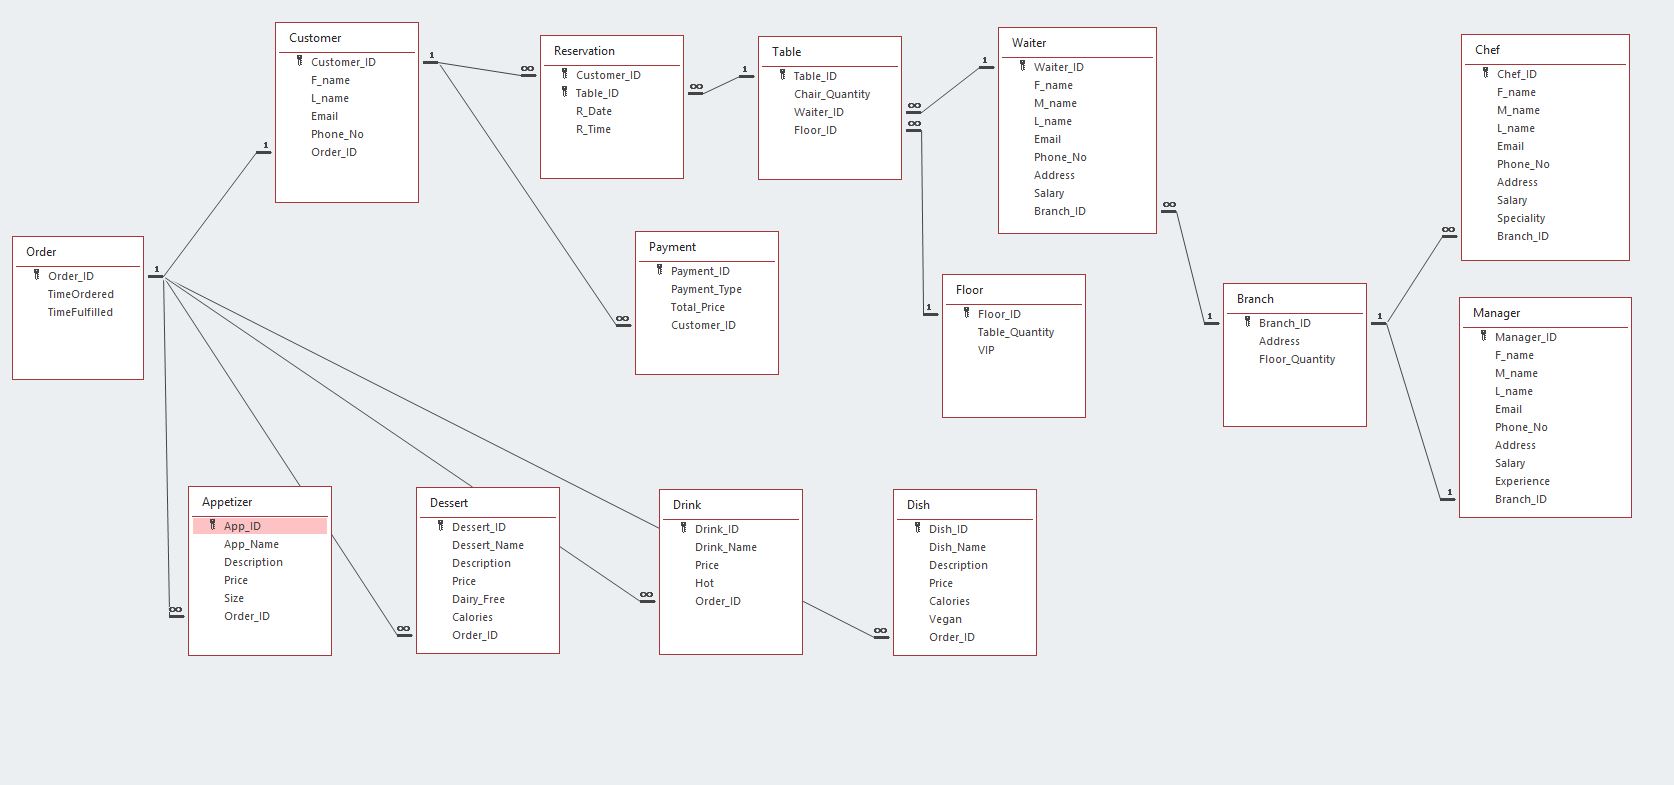 Customer
Customer_ID
F_name
L_name
Email
Phone_No
Order_ID
1
1
Reservation
Customer_ID
Table_ID
R_Date
R_Time
∞
∞
Table
Table_ID
Chair_Quantity
Waiter_ID
Floor_ID
1
∞
∞
Waiter
Waiter_ID
F_name
M_name
L_name
Email
Phone_No
Address
Salary
Branch_ID
1
∞
Chef
Chef_ID
F_name
M_name
L_name
Email
Phone_No
Address
Salary
Speciality
Branch_ID
∞
Order
Order_ID
TimeOrdered
TimeFulfilled
1
Payment
Payment_ID
Payment_Type
Total_Price
Customer_ID
∞
Floor
Floor_ID
Table_Quantity
VIP
1
Branch
Branch_ID
Address
Floor_Quantity
1
1
Manager
Manager_ID
F_name
M_name
L_name
Email
Phone_No
Address
Salary
Experience
Branch_ID
1
Appetizer
App_ID
App_Name
Description
Price
Size
Order_ID
∞
Dessert
Dessert_ID
Dessert_Name
Description
Price
Dairy_Free
Calories
Order_ID
∞
Drink
Drink_ID
Drink_Name
Price
Hot
Order_ID
∞
Dish
Dish_ID
Dish_Name
Description
Price
Calories
Vegan
Order_ID
∞